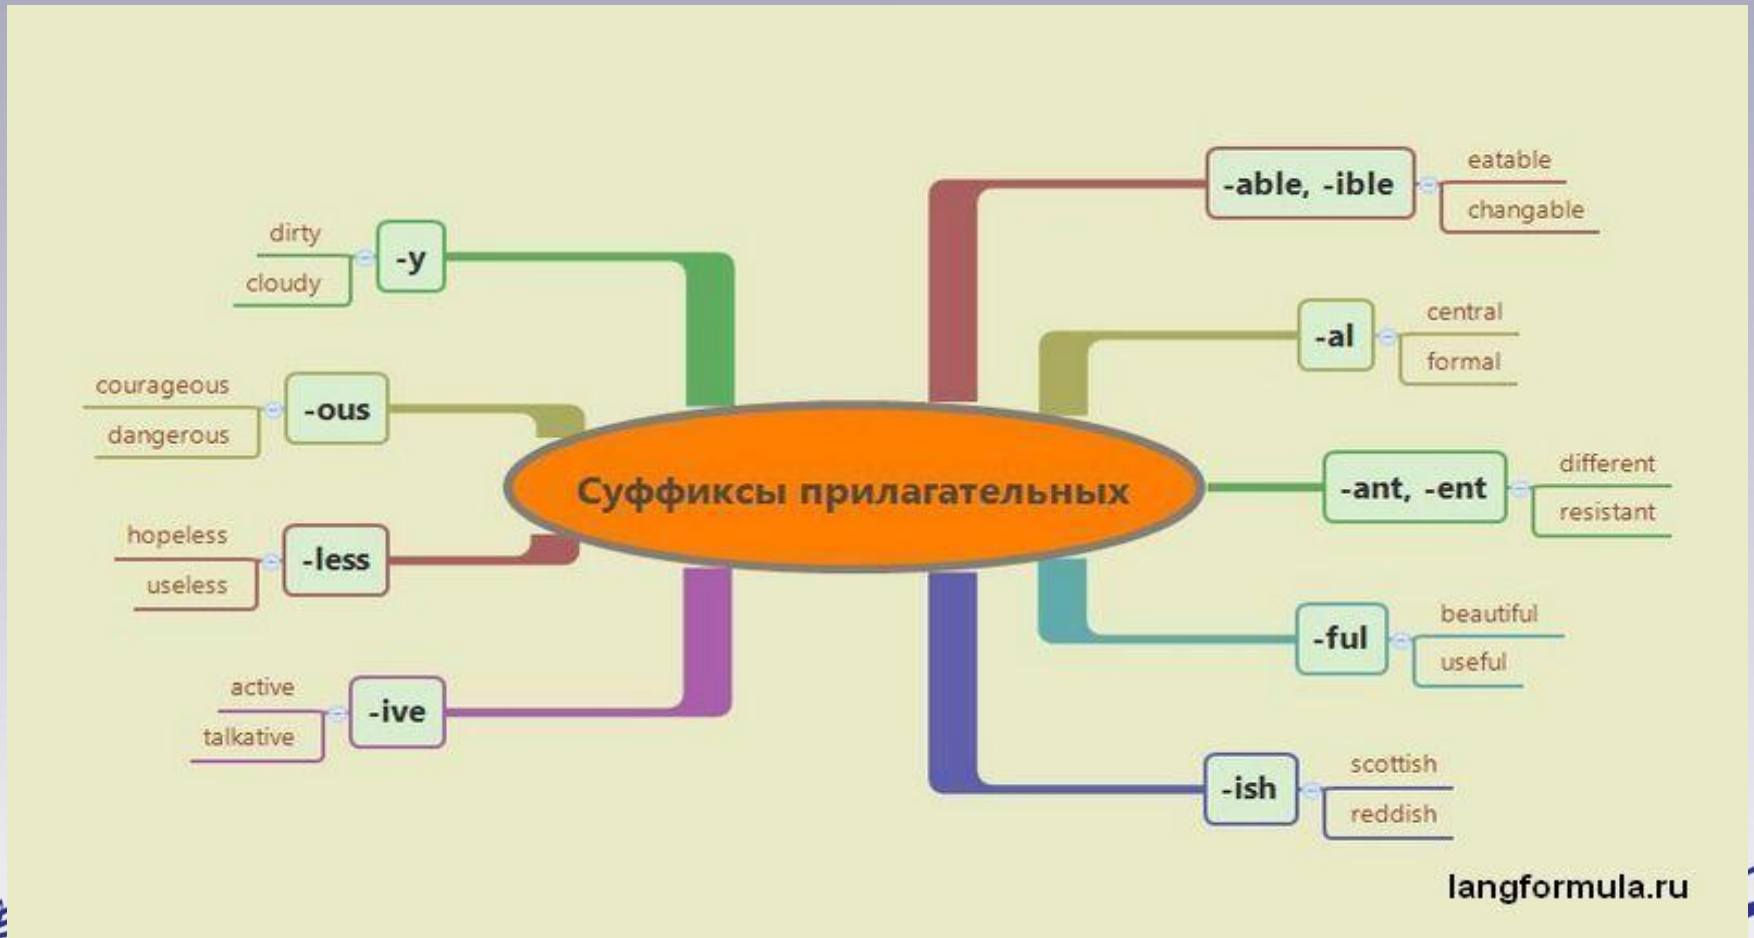 Суффиксы прилагательных
-able, -ible
eatable
changable
-al
central
formal
-ant, -ent
different
resistant
-ful
beautiful
useful
-ish
scottish
reddish
-y
dirty
cloudy
-ous
courageous
dangerous
-less
hopeless
useless
-ive
active
talkative
langformula.ru